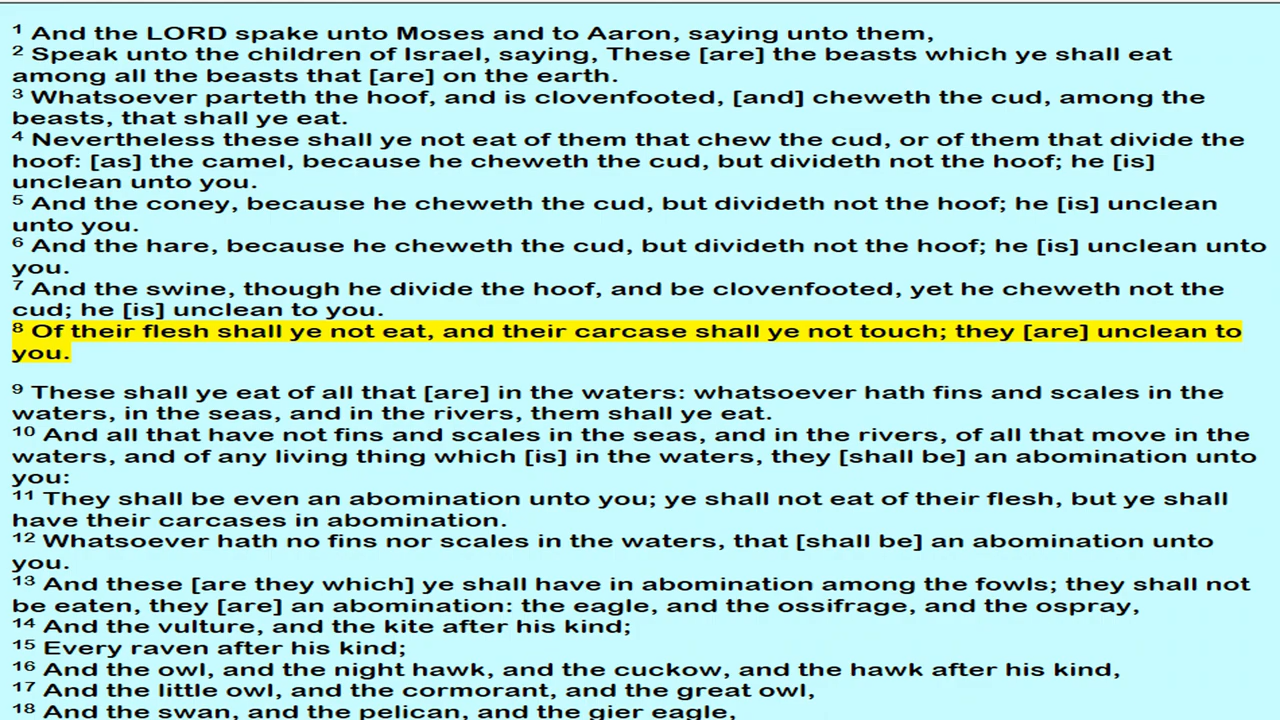 1 And the LORD spake unto Moses and to Aaron, saying unto them,
2 Speak unto the children of Israel, saying, These [are] the beasts which ye shall eat
among all the beasts that [are] on the earth.
3 Whatsoever parteth the hoof, and is clovenfooted, [and] cheweth the cud, among the
beasts, that shall ye eat.
4 Nevertheless these shall ye not eat of them that chew the cud, or of them that divide the
hoof: [as] the camel, because he cheweth the cud, but divideth not the hoof; he [is]
unclean unto you.
5 And the coney, because he cheweth the cud, but divideth not the hoof; he [is] unclean
unto you.
6 And the hare, because he cheweth the cud, but divideth not the hoof; he [is] unclean unto
you.
7 And the swine, though he divide the hoof, and be clovenfooted, yet he cheweth not the
cud; he [is] unclean to you.
8 Of their flesh shall ye not eat, and their carcase shall ye not touch; they [are] unclean to
you.
9 These shall ye eat of all that [are] in the waters: whatsoever hath fins and scales in the
waters, in the seas, and in the rivers, them shall ye eat.
10 And all that have not fins and scales in the seas, and in the rivers, of all that move in the
waters, and of any living thing which [is] in the waters, they [shall be] an abomination unto
you:
11 They shall be even an abomination unto you; ye shall not eat of their flesh, but ye shall
have their carcases in abomination.
12 Whatsoever hath no fins nor scales in the waters, that [shall be] an abomination unto
you.
13 And these [are they which] ye shall have in abomination among the fowls; they shall not
be eaten, they [are] an abomination: the eagle, and the ossifrage, and the ospray,
14 And the vulture, and the kite after his kind;
15 Every raven after his kind;
16 And the owl, and the night hawk, and the cuckow, and the hawk after his kind,
17 And the little owl, and the cormorant, and the great owl,
18 And the swan, and the pelican, and the gier eagle,